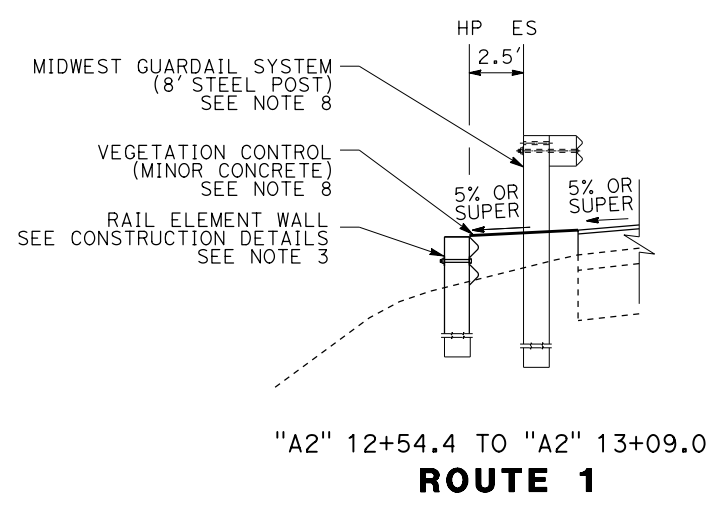 HP ES
2.5'
MIDWEST GUARDAIL SYSTEM
(8' STEEL POST)
SEE NOTE 8
VEGETATION CONTROL
(MINOR CONCRETE)
SEE NOTE 8
5% OR
SUPER
5% OR
SUPER
RAIL ELEMENT WALL
SEE CONSTRUCTION DETAILS
SEE NOTE 3
"A2" 12+54.4 TO "A2" 13+09.0
ROUTE 1